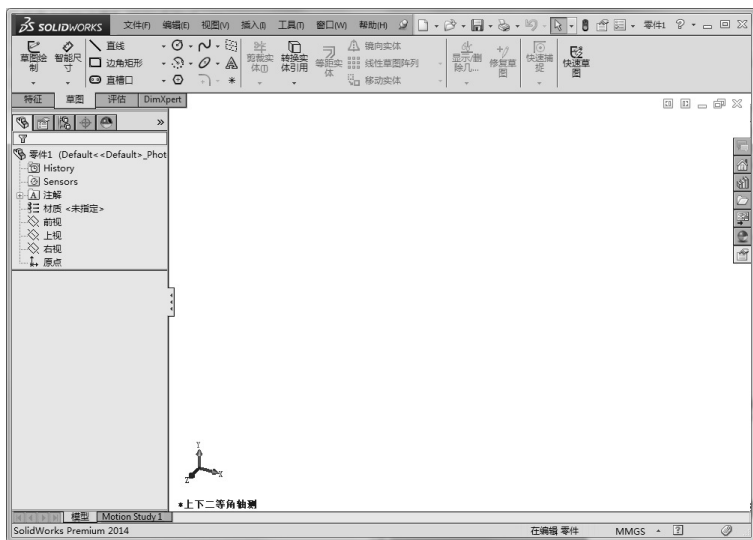 SOLIDWORKS 文件(F) 编辑(E) 视图(V) 插入(I) 工具(T) 窗口(W) 帮助(H) 零件1
草图绘制 智能尺寸 直线 边角矩形 直槽口 剪裁实体(T) 转换实体引用 等距实体 镜向实体 线性草图阵列 移动实体 显示/删除几... 修复草图 快速捕捉 快速草图
特征 草图 评估 DimXpert
零件1 (Default<<Default>_Phot
History
Sensors
注解
材质 <未指定>
前视
上视
右视
原点
Y
Z X
*上下二等角轴测
模型 Motion Study 1
SolidWorks Premium 2014 在编辑 零件 MMGS